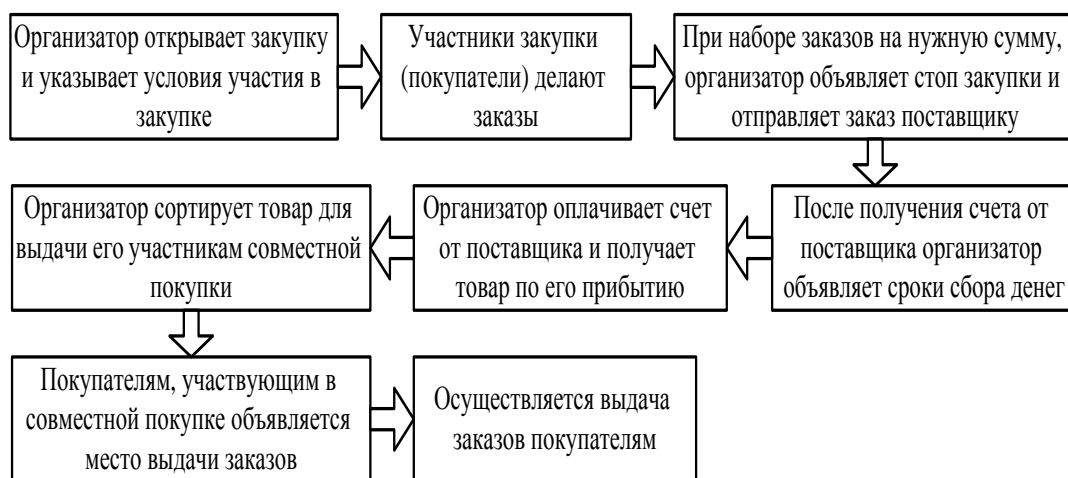 Организатор открывает закупку
и указывает условия участия в
закупке
Участники закупки
(покупатели) делают
заказы
При наборе заказов на нужную сумму,
организатор объявляет стоп закупки и
отправляет заказ поставщику
После получения счета от
поставщика организатор
объявляет сроки сбора денег
Организатор оплачивает счет
от поставщика и получает
товар по его прибытию
Организатор сортирует товар для
выдачи его участникам совместной
покупки
Покупателям, участвующим в
совместной покупке объявляется
место выдачи заказов
Осуществляется выдача
заказов покупателям